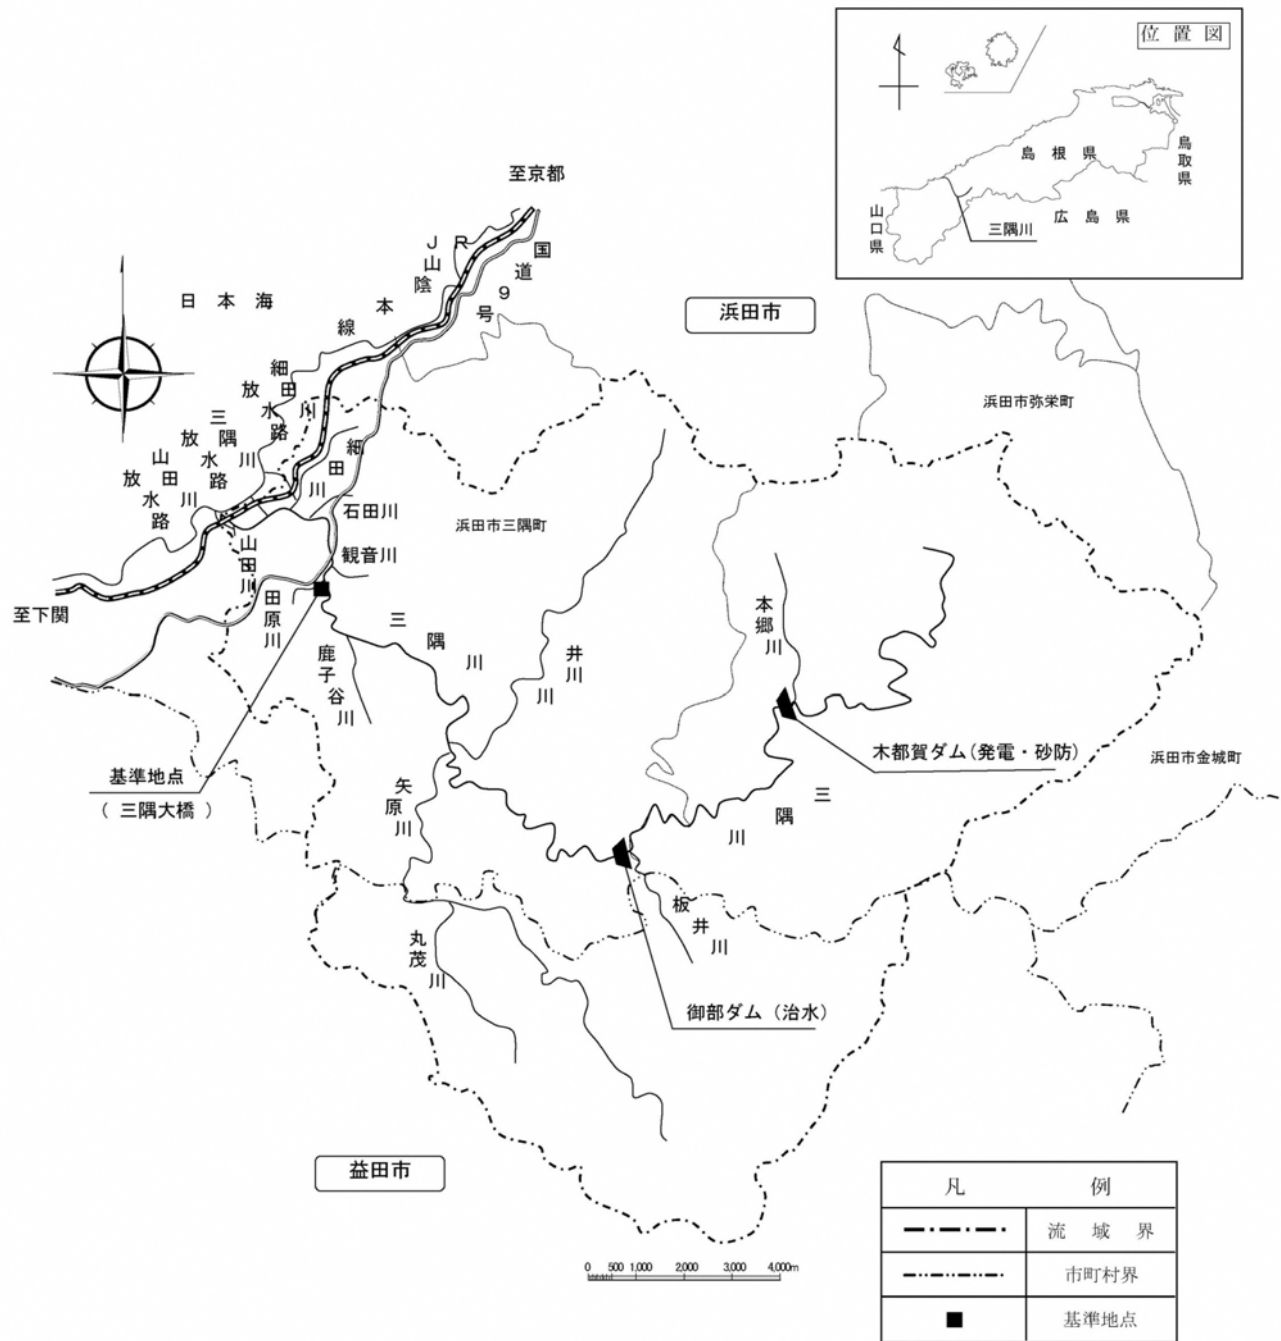 位置図
島根県
鳥取県
広島県
山口県
三隅川
至京都
JR山陰本線
国道9号
日本海
浜田市
浜田市弥栄町
細田川放水路
三隅川放水路
山田川放水路
細田川
石田川
浜田市三隅町
観音川
山田川
至下関
田原川
三隅川
鹿子谷川
井川川
本郷川
木都賀ダム(発電・砂防)
浜田市金城町
基準地点
(三隅大橋)
矢原川
三隅川
板井川
丸茂川
御部ダム(治水)
益田市
0 500 1,000 2,000 3,000 4,000m
凡例
流域界
市町村界
基準地点